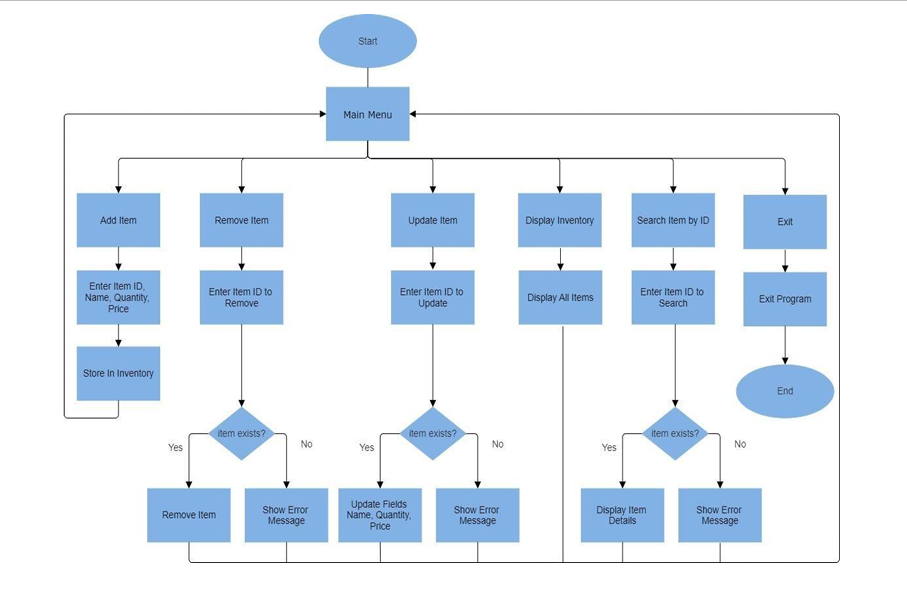 Start
Main Menu
Add Item
Remove Item
Update Item
Display Inventory
Search Item by ID
Exit
Enter Item ID,
Name, Quantity,
Price
Enter Item ID to
Remove
Enter Item ID to
Update
Display All Items
Enter Item ID to
Search
Exit Program
Store In Inventory
End
item exists?
Yes
No
item exists?
Yes
No
item exists?
Yes
No
Remove Item
Show Error
Message
Update Fields
Name, Quantity,
Price
Show Error
Message
Display Item
Details
Show Error
Message